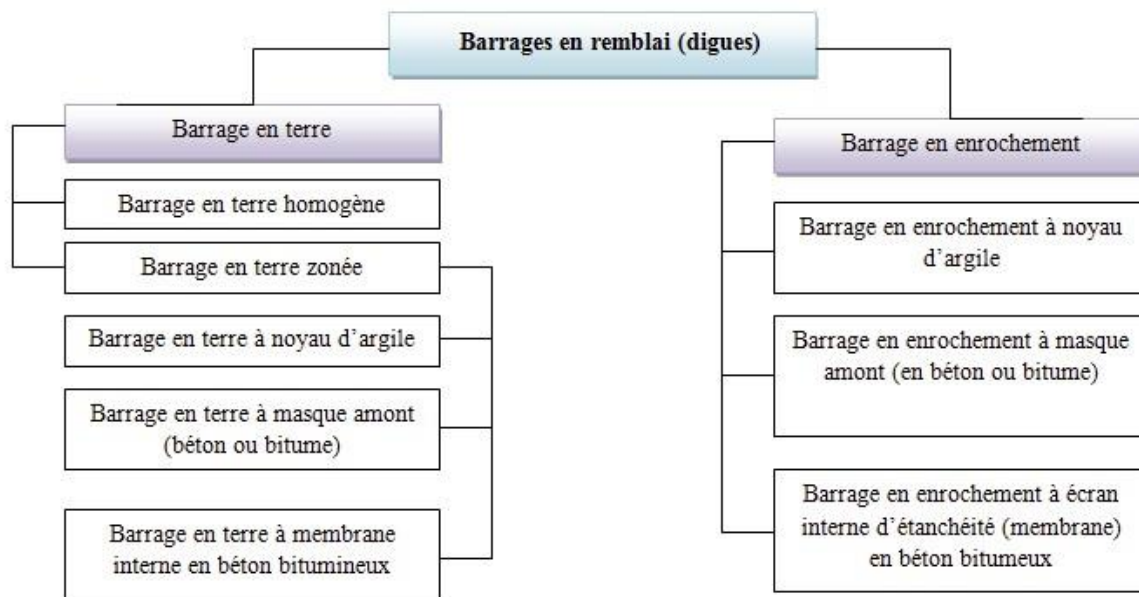 Barrages en remblai (digues)
Barrage en terre
Barrage en terre homogène
Barrage en terre zonée
Barrage en terre à noyau d’argile
Barrage en terre à masque amont
(béton ou bitume)
Barrage en terre à membrane
interne en béton bitumineux
Barrage en enrochement
Barrage en enrochement à noyau
d’argile
Barrage en enrochement à masque
amont (en béton ou bitume)
Barrage en enrochement à écran
interne d’étanchéité (membrane)
en béton bitumeux